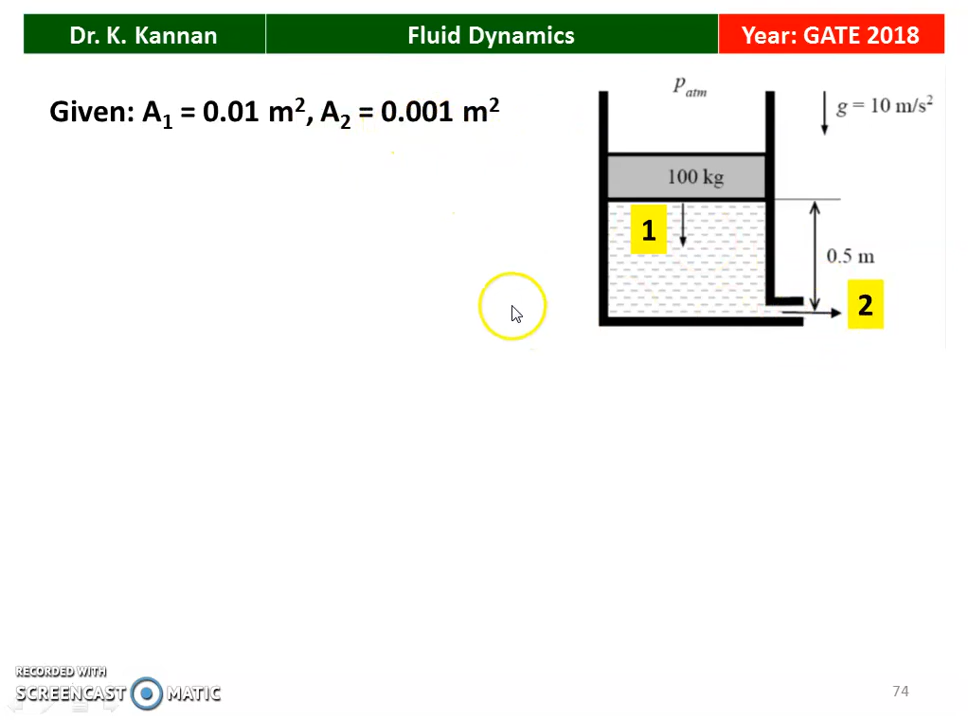 Dr. K. Kannan
Fluid Dynamics
Year: GATE 2018
Given: A₁ = 0.01 m², A₂ = 0.001 m²
Pₐₜₘ
g = 10 m/s²
100 kg
1
0.5 m
2
RECORDED WITH
SCREENCAST MATIC
74